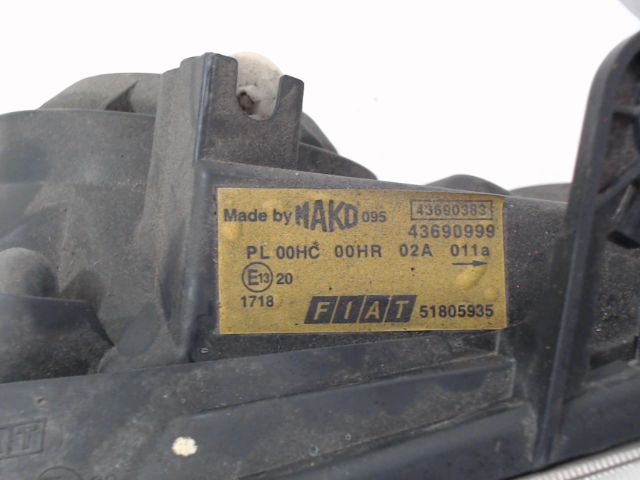 Made by MAKO 095 43690383
43690999
PL 00HC 00HR 02A 011a
E13 20
1718 FIAT 51805935